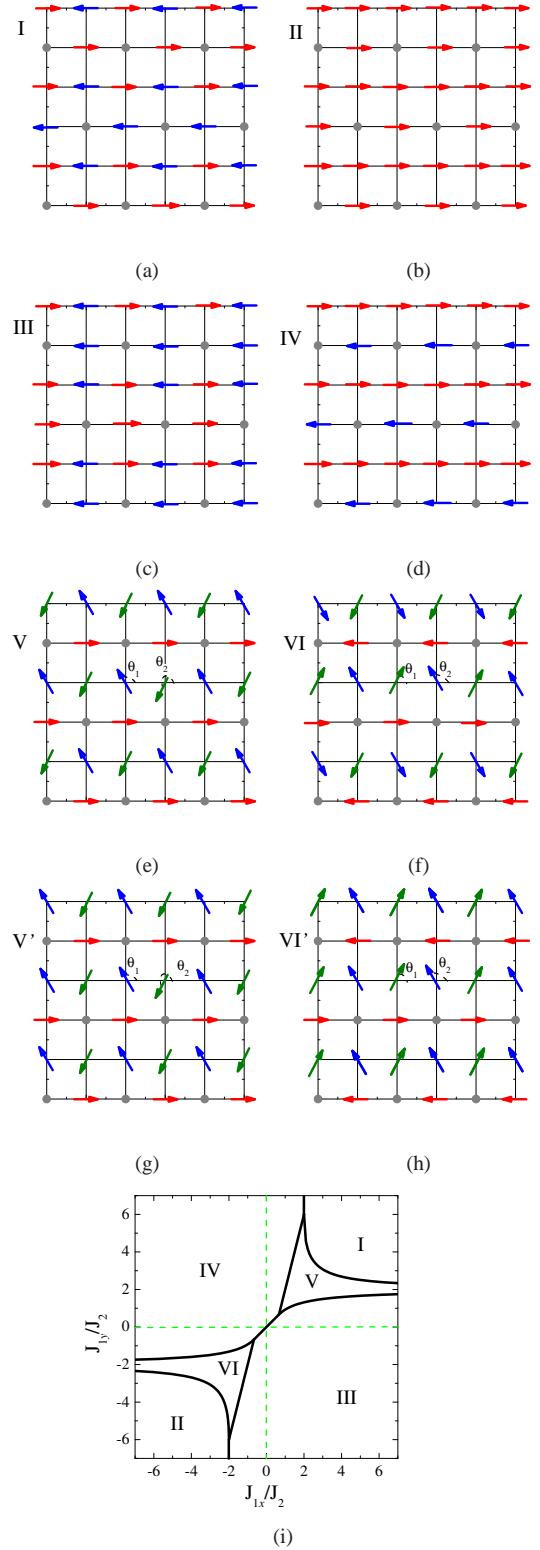 I
II
(a)
(b)
III
IV
(c)
(d)
V
θ1
θ2
VI
θ1
θ2
(e)
(f)
V'
θ1
θ2
VI'
θ1
θ2
(g)
(h)
6
4
2
0
-2
-4
-6
J1y/J2
IV
I
V
VI
II
III
-6 -4 -2 0 2 4 6
J1x/J2
(i)